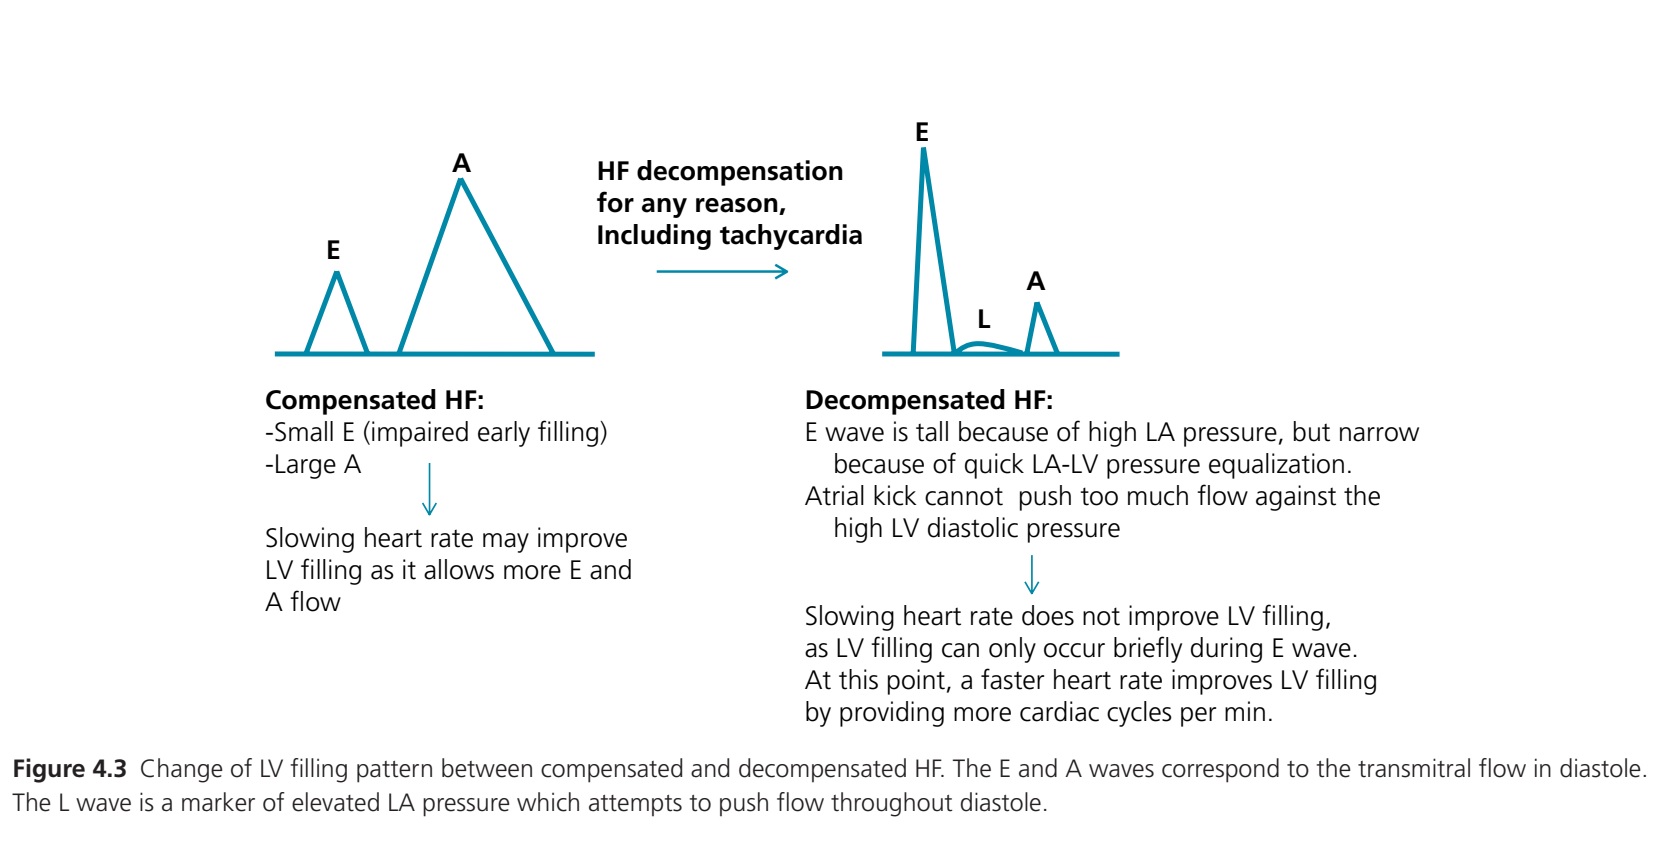 E
A
HF decompensation
for any reason,
Including tachycardia
E
L
A
Compensated HF:
-Small E (impaired early filling)
-Large A
Slowing heart rate may improve
LV filling as it allows more E and
A flow
Decompensated HF:
E wave is tall because of high LA pressure, but narrow
because of quick LA-LV pressure equalization.
Atrial kick cannot push too much flow against the
high LV diastolic pressure
Slowing heart rate does not improve LV filling,
as LV filling can only occur briefly during E wave.
At this point, a faster heart rate improves LV filling
by providing more cardiac cycles per min.
Figure 4.3 Change of LV filling pattern between compensated and decompensated HF. The E and A waves correspond to the transmitral flow in diastole.
The L wave is a marker of elevated LA pressure which attempts to push flow throughout diastole.